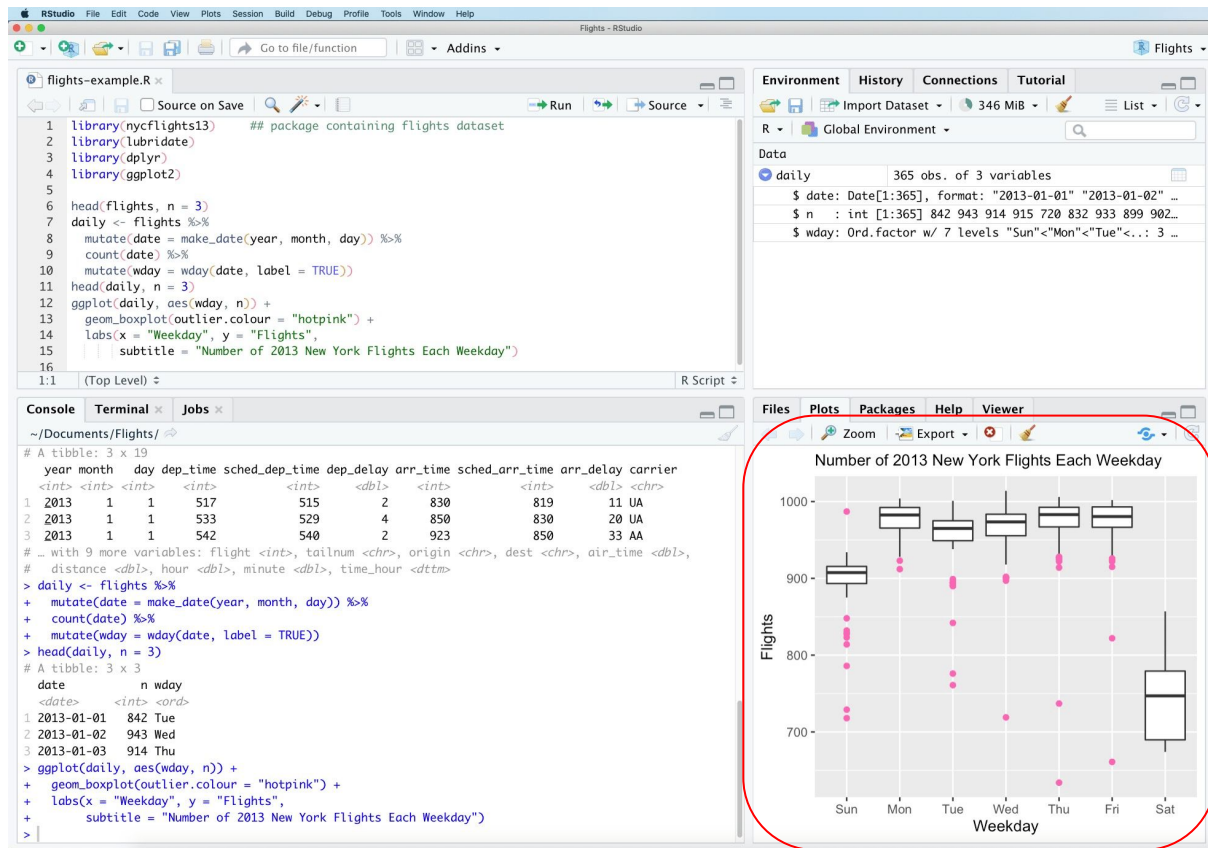 RStudio File Edit Code View Plots Session Build Debug Profile Tools Window Help
Flights - RStudio
Go to file/function Addins Flights
flights-example.R
Source on Save Run Source
1 library(nycflights13) ## package containing flights dataset
2 library(lubridate)
3 library(dplyr)
4 library(ggplot2)
5
6 head(flights, n = 3)
7 daily <- flights %>%
8 mutate(date = make_date(year, month, day)) %>%
9 count(date) %>%
10 mutate(wday = wday(date, label = TRUE))
11 head(daily, n = 3)
12 ggplot(daily, aes(wday, n)) +
13 geom_boxplot(outlier.colour = "hotpink") +
14 labs(x = "Weekday", y = "Flights",
15 subtitle = "Number of 2013 New York Flights Each Weekday")
16
1:1 (Top Level) R Script
Environment History Connections Tutorial
Import Dataset 346 MiB List
R Global Environment
Data
daily 365 obs. of 3 variables
$ date: Date[1:365], format: "2013-01-01" "2013-01-02" …
$ n : int [1:365] 842 943 914 915 720 832 933 899 902…
$ wday: Ord.factor w/ 7 levels "Sun"<"Mon"<"Tue"<..: 3 …
Console Terminal Jobs
~/Documents/Flights/
# A tibble: 3 x 19
year month day dep_time sched_dep_time dep_delay arr_time sched_arr_time arr_delay carrier
<int> <int> <int> <int> <int> <dbl> <int> <int> <dbl> <chr>
1 2013 1 1 517 515 2 830 819 11 UA
2 2013 1 1 533 529 4 850 830 20 UA
3 2013 1 1 542 540 2 923 850 33 AA
# … with 9 more variables: flight <int>, tailnum <chr>, origin <chr>, dest <chr>, air_time <dbl>,
# distance <dbl>, hour <dbl>, minute <dbl>, time_hour <dttm>
> daily <- flights %>%
+ mutate(date = make_date(year, month, day)) %>%
+ count(date) %>%
+ mutate(wday = wday(date, label = TRUE))
> head(daily, n = 3)
# A tibble: 3 x 3
date n wday
<date> <int> <ord>
1 2013-01-01 842 Tue
2 2013-01-02 943 Wed
3 2013-01-03 914 Thu
> ggplot(daily, aes(wday, n)) +
+ geom_boxplot(outlier.colour = "hotpink") +
+ labs(x = "Weekday", y = "Flights",
+ subtitle = "Number of 2013 New York Flights Each Weekday")
>
Files Plots Packages Help Viewer
Zoom Export
Number of 2013 New York Flights Each Weekday
1000
900
800
700
Flights
Sun Mon Tue Wed Thu Fri Sat
Weekday